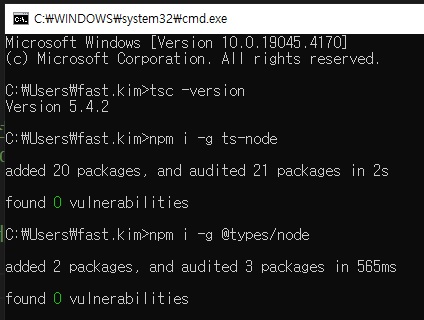 C:₩WINDOWS₩system32₩cmd.exe
Microsoft Windows [Version 10.0.19045.4170]
(c) Microsoft Corporation. All rights reserved.
C:₩Users₩fast.kim>tsc -version
Version 5.4.2
C:₩Users₩fast.kim>npm i -g ts-node
added 20 packages, and audited 21 packages in 2s
found 0 vulnerabilities
C:₩Users₩fast.kim>npm i -g @types/node
added 2 packages, and audited 3 packages in 565ms
found 0 vulnerabilities